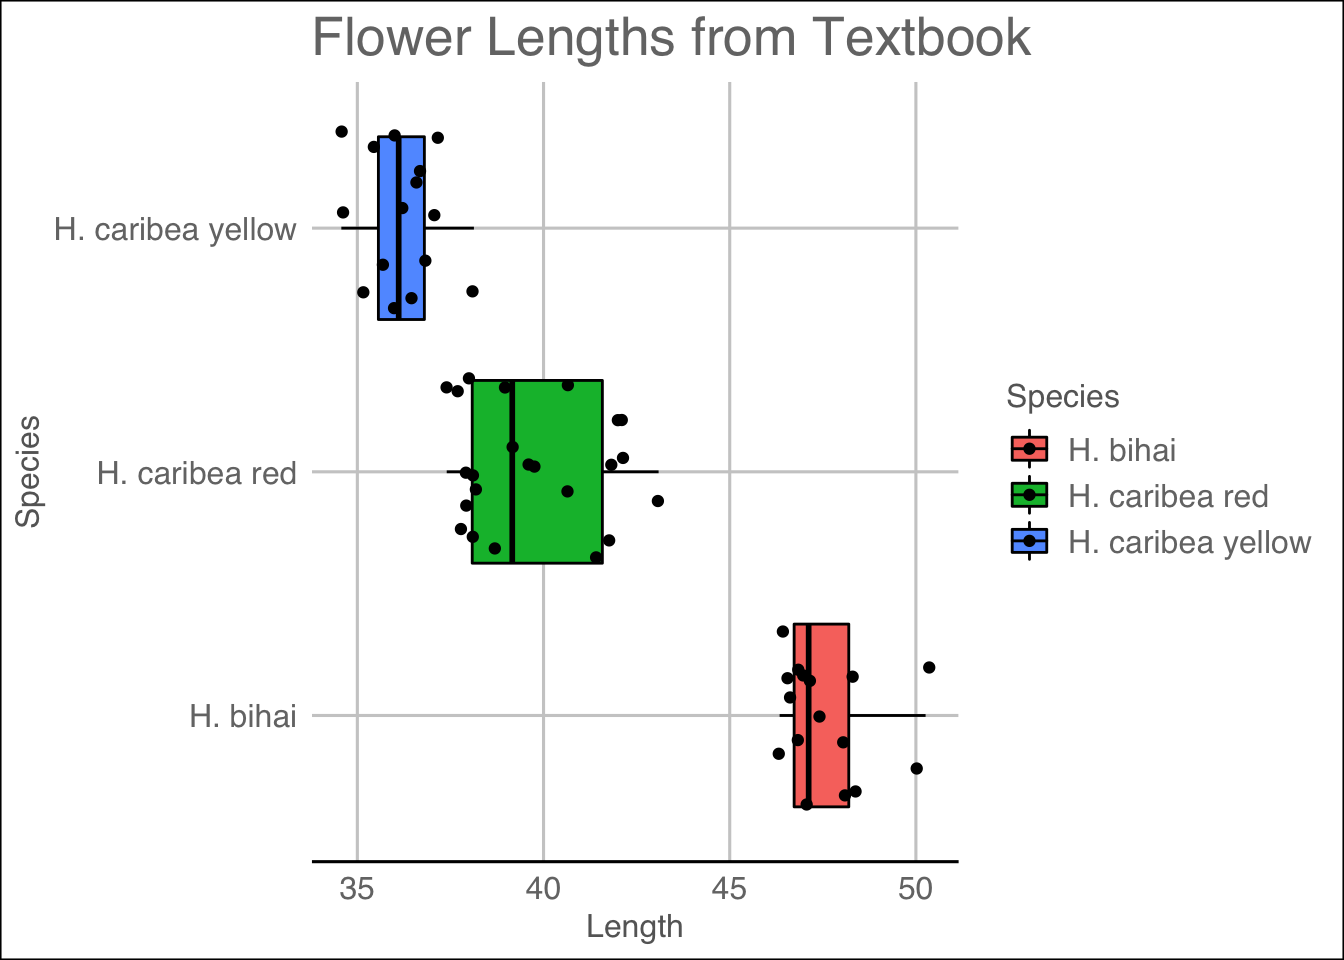 Flower Lengths from Textbook
H. caribea yellow
H. caribea red
H. bihai
Species
35 40 45 50
Length
Species
H. bihai
H. caribea red
H. caribea yellow